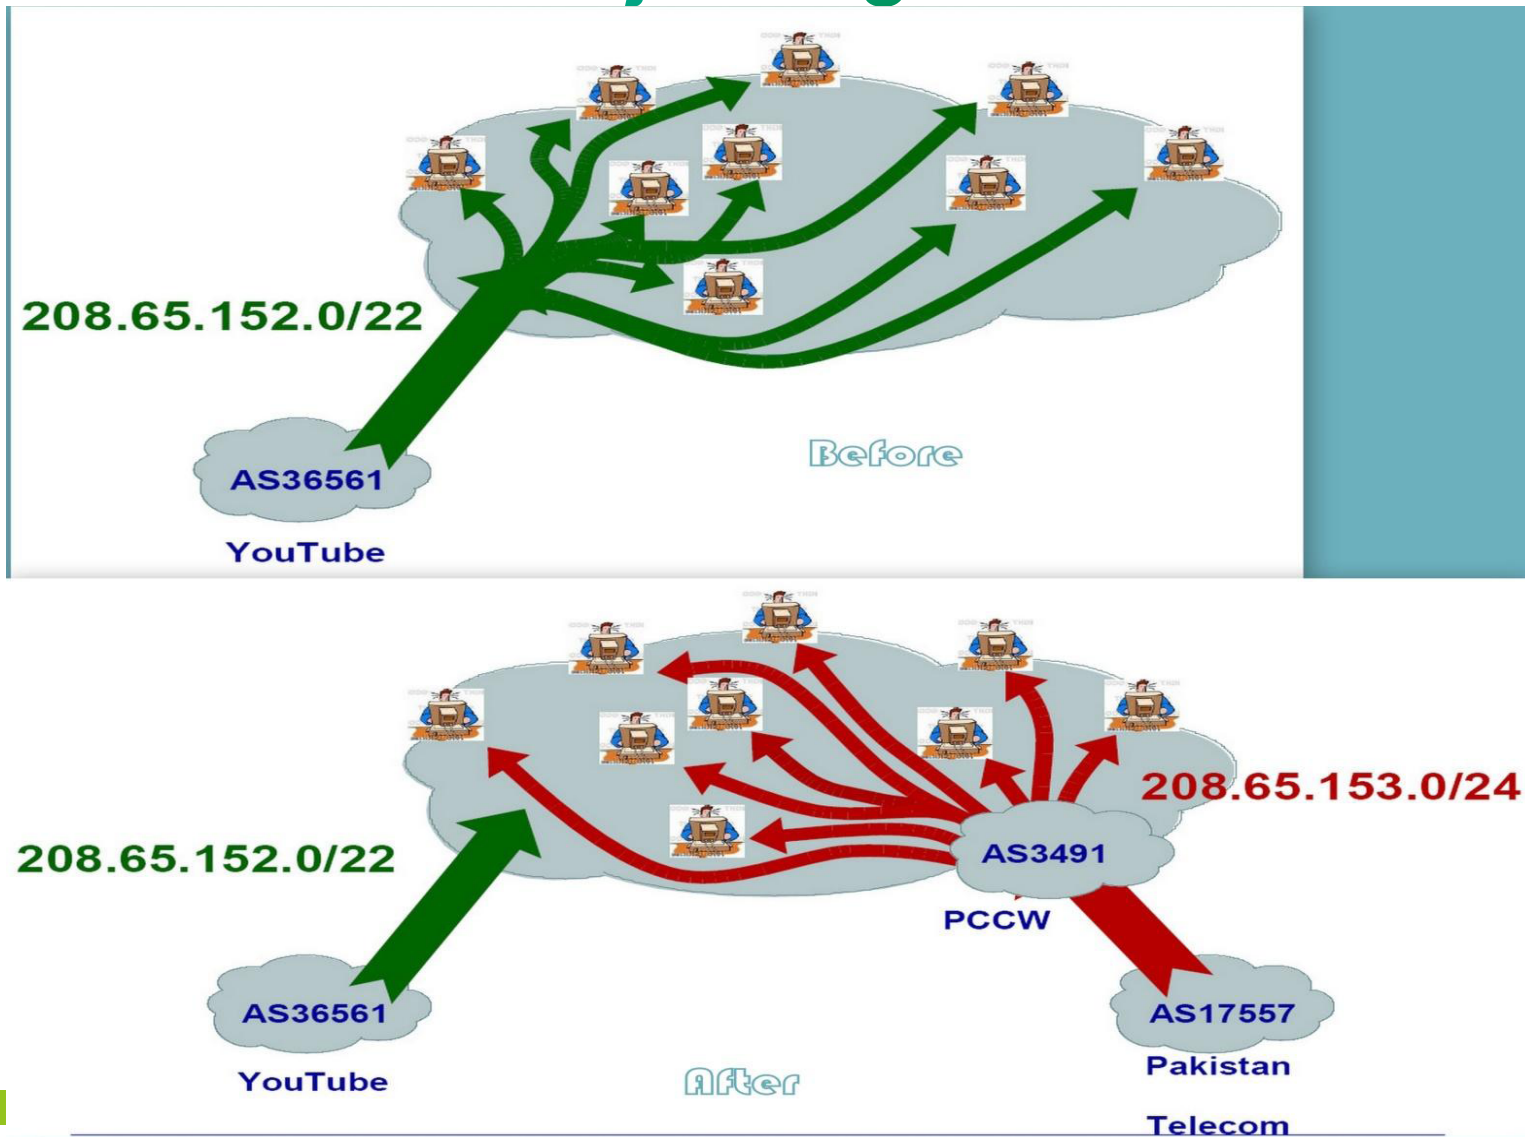 208.65.152.0/22
Before
AS36561
YouTube
208.65.153.0/24
208.65.152.0/22
AS3491
PCCW
AS36561
AS17557
YouTube
After
Pakistan
Telecom